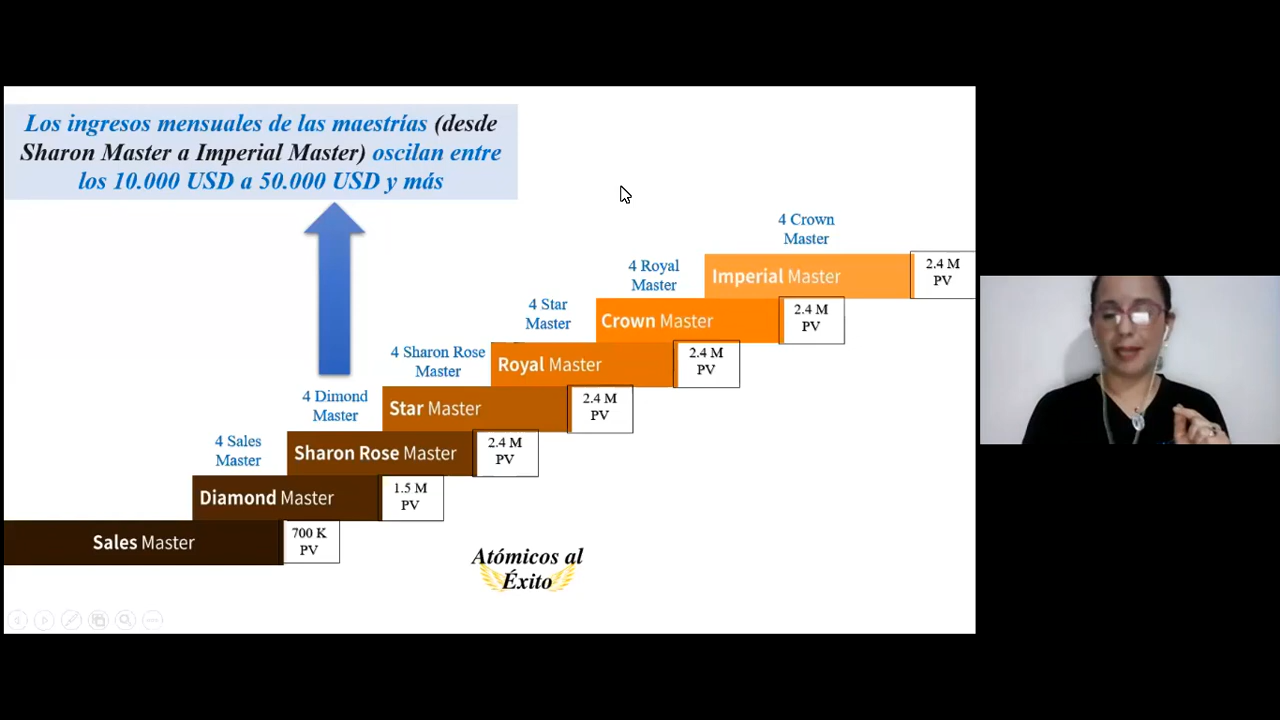 Los ingresos mensuales de las maestrías (desde
Sharon Master a Imperial Master) oscilan entre
los 10.000 USD a 50.000 USD y más
4 Crown
Master
Imperial Master
2.4 M
PV
4 Royal
Master
Crown Master
2.4 M
PV
4 Star
Master
Royal Master
2.4 M
PV
4 Sharon Rose
Master
Star Master
2.4 M
PV
4 Dimond
Master
Sharon Rose Master
2.4 M
PV
4 Sales
Master
Diamond Master
1.5 M
PV
Sales Master
700 K
PV
Atómicos al
Éxito